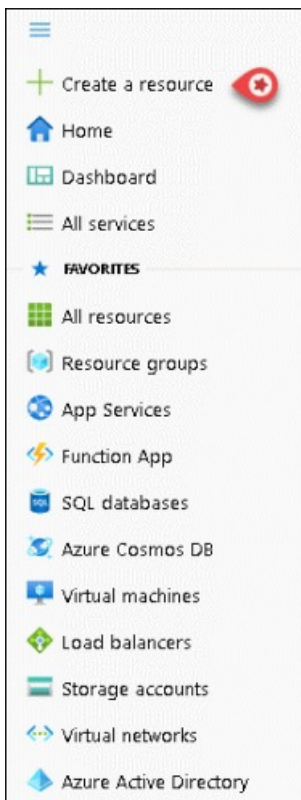 Create a resource
Home
Dashboard
All services
FAVORITES
All resources
Resource groups
App Services
Function App
SQL databases
Azure Cosmos DB
Virtual machines
Load balancers
Storage accounts
Virtual networks
Azure Active Directory